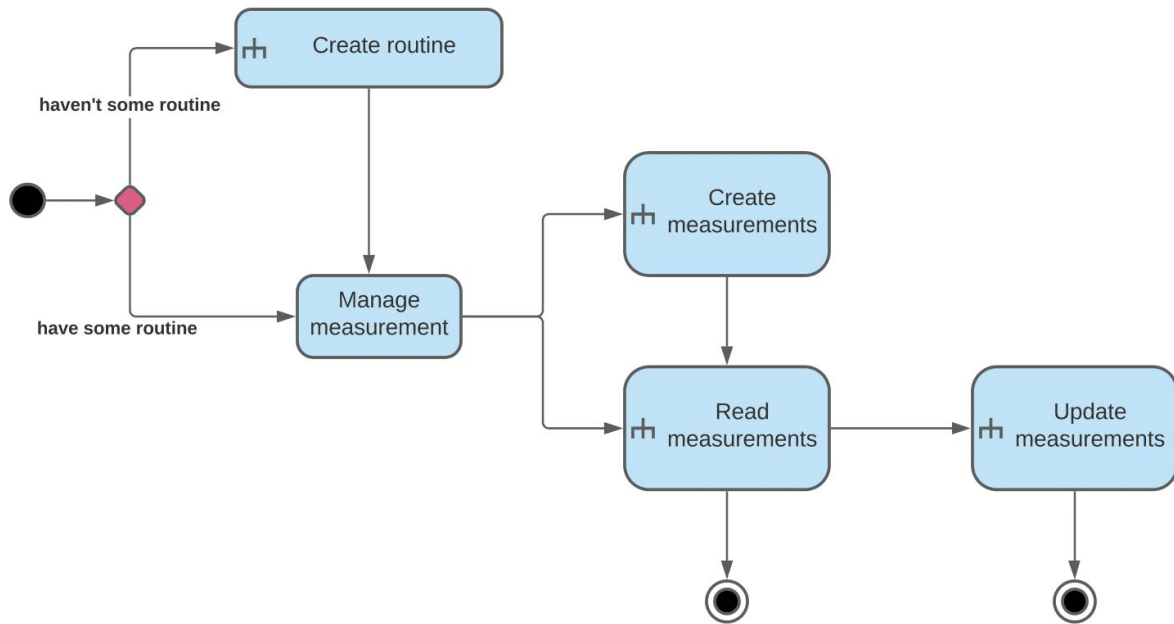 Create routine
haven't some routine
Create
measurements
Manage
measurement
have some routine
Read
measurements
Update
measurements